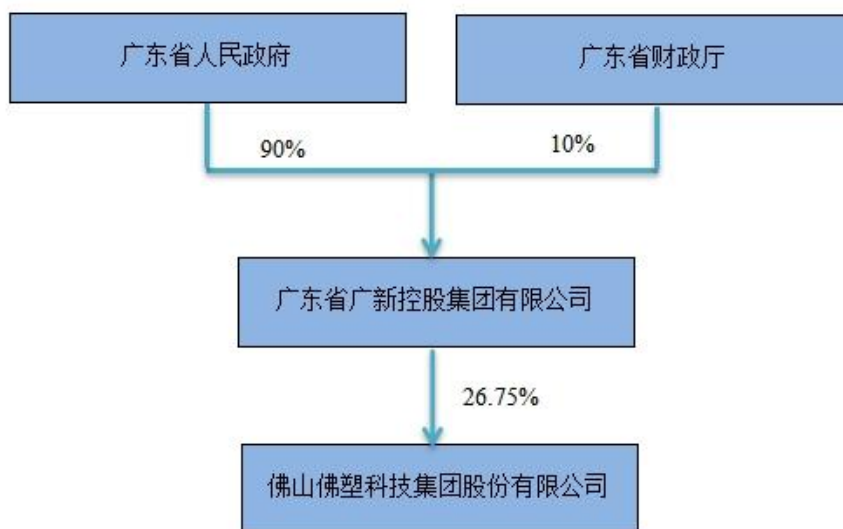 广东省人民政府
广东省财政厅
90%
10%
广东省广新控股集团有限公司
26.75%
佛山佛塑科技集团股份有限公司